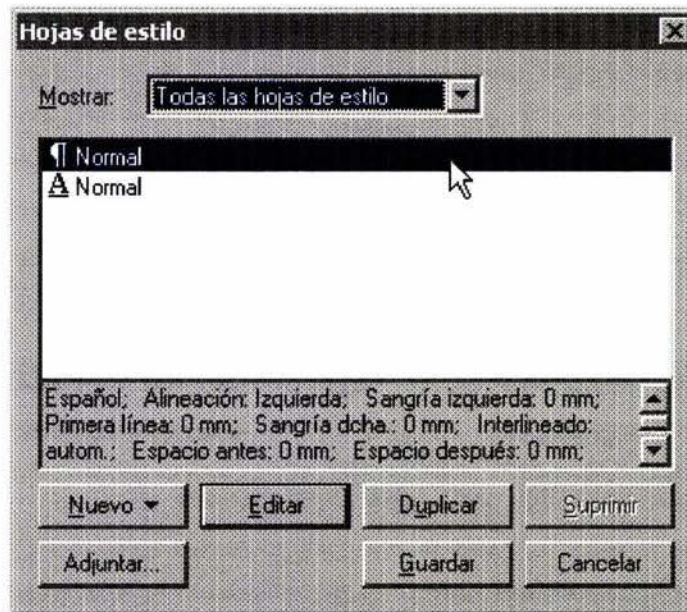 Hojas de estilo
Mostrar: Todas las hojas de estilo
¶ Normal
A Normal
Español; Alineación: Izquierda; Sangría izquierda: 0 mm;
Primera línea: 0 mm; Sangría dcha.: 0 mm; Interlineado:
autom.; Espacio antes: 0 mm; Espacio después: 0 mm;
Nuevo Editar Duplicar Suprimir
Adjuntar... Guardar Cancelar